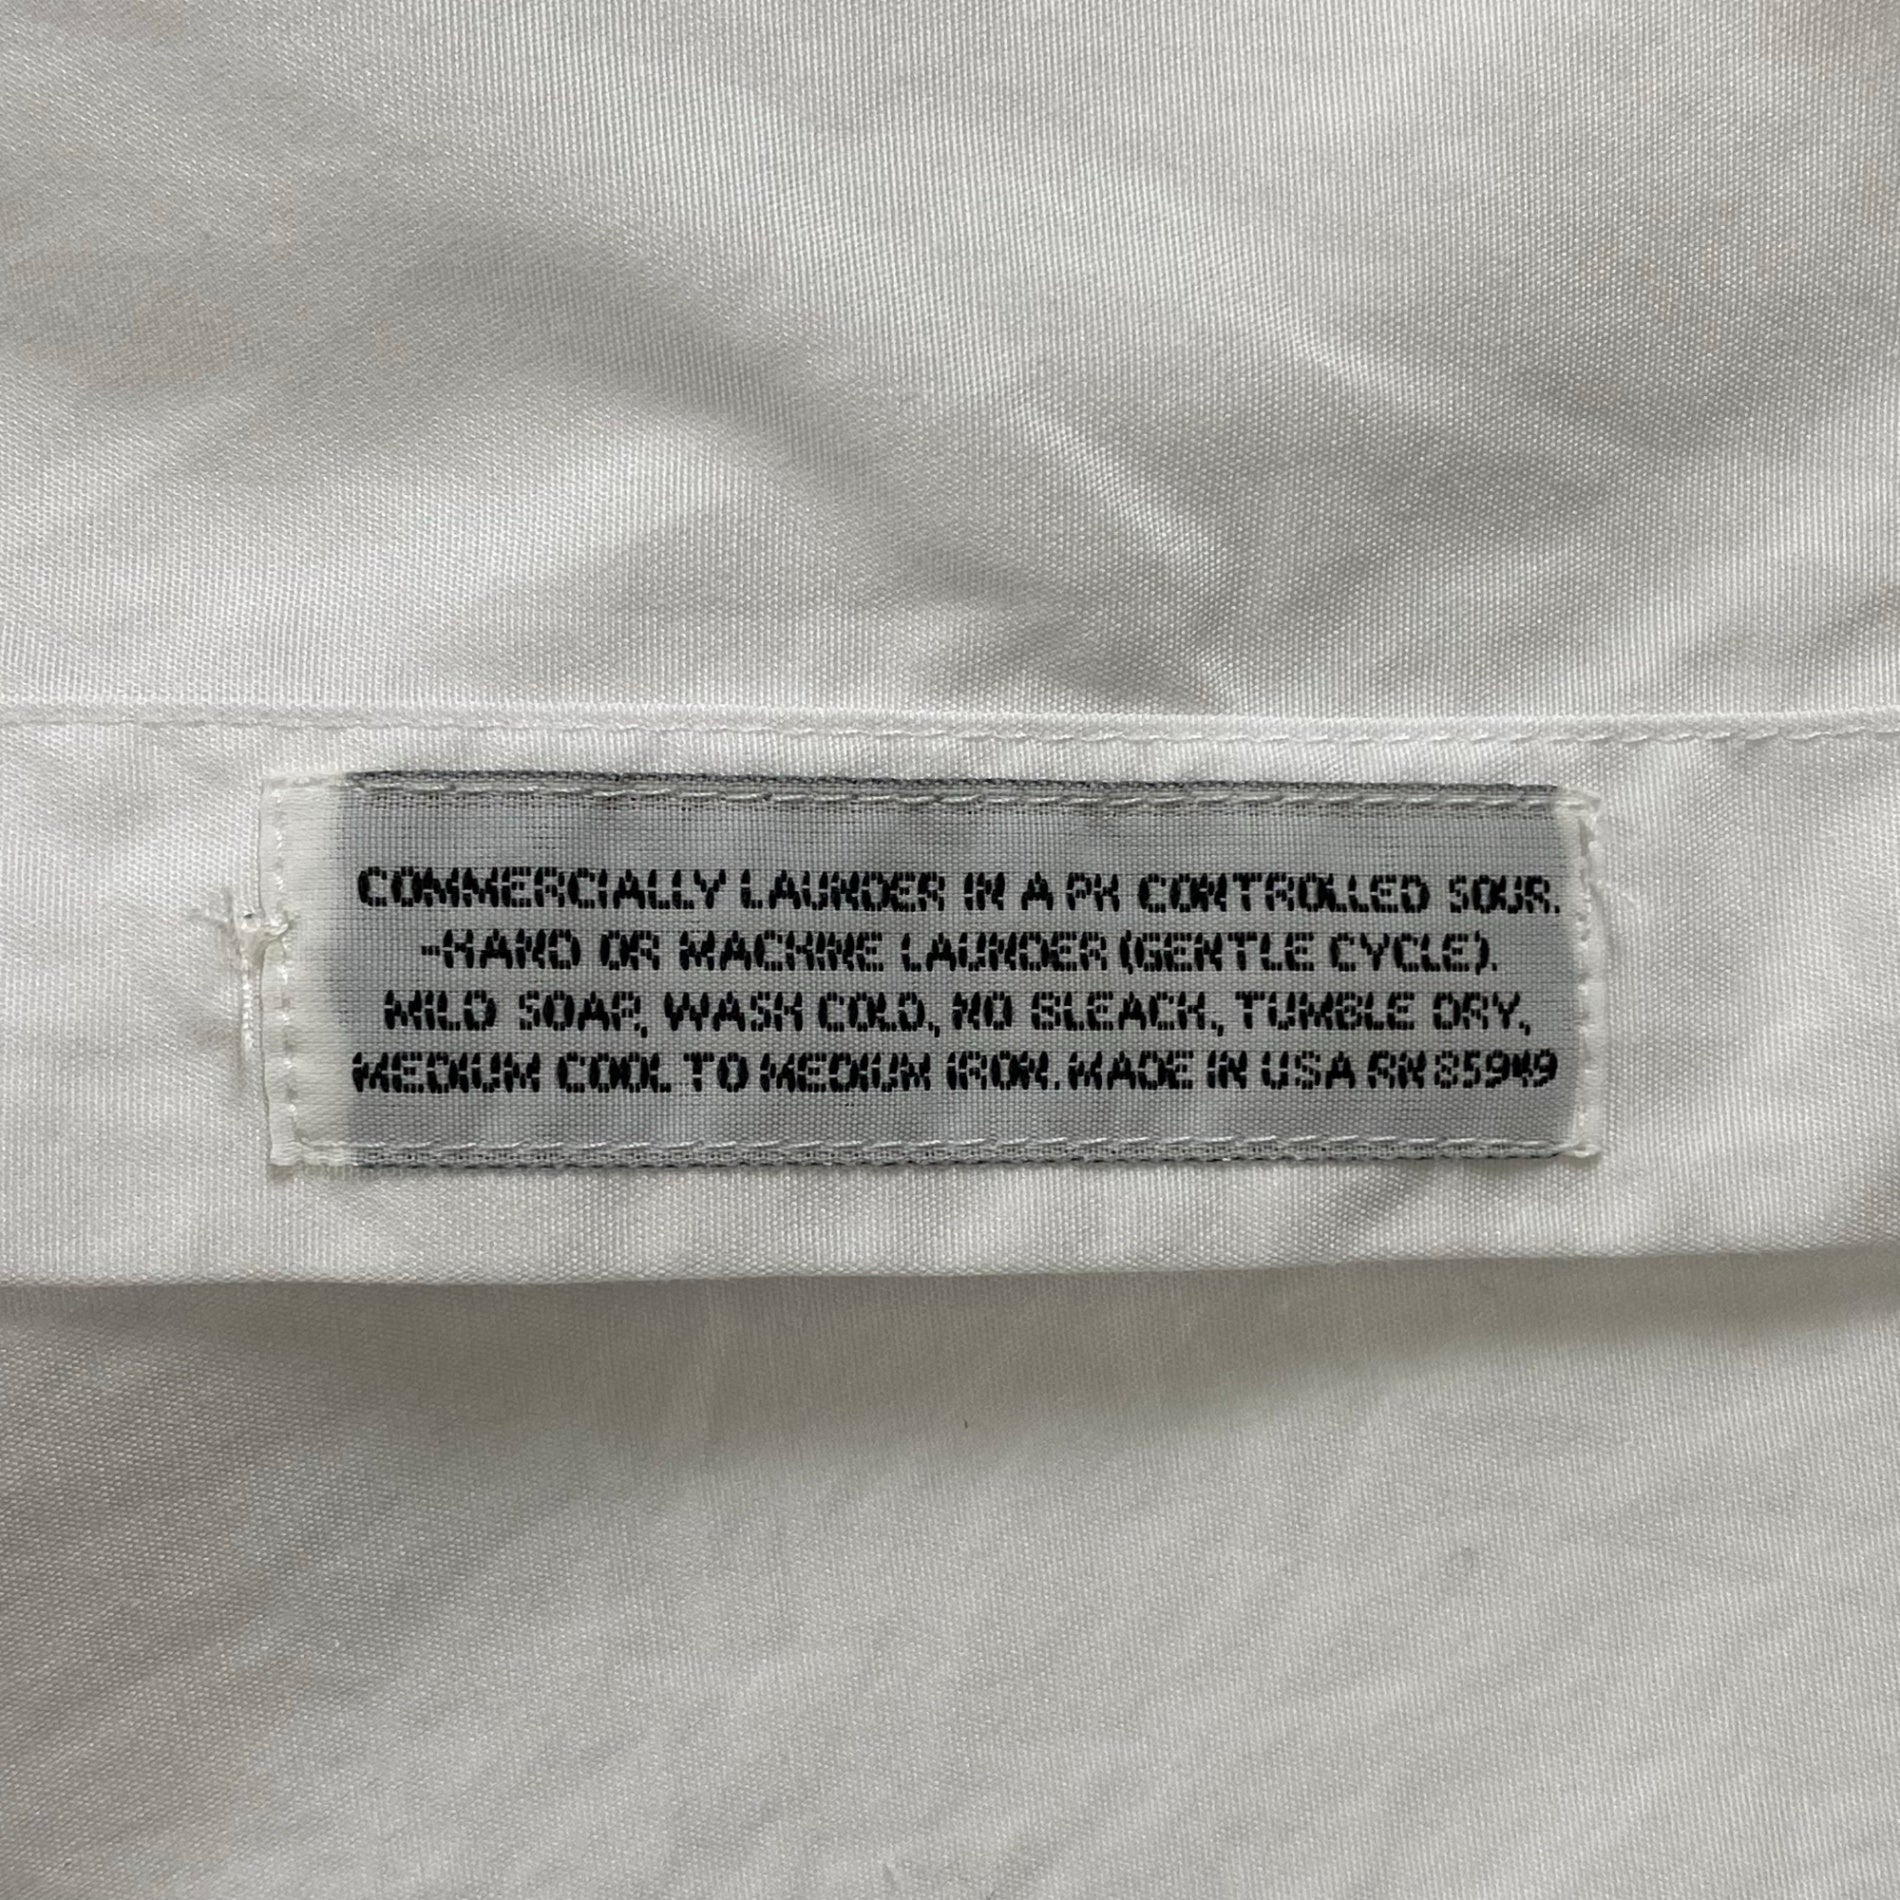 COMMERCIALLY LAUNDER IN A PH CONTROLLED SOUR.
-HAND OR MACHINE LAUNDER (GENTLE CYCLE).
MILD SOAP, WASH COLD, NO BLEACH, TUMBLE DRY,
MEDIUM COOL TO MEDIUM IRON. MADE IN USA RN